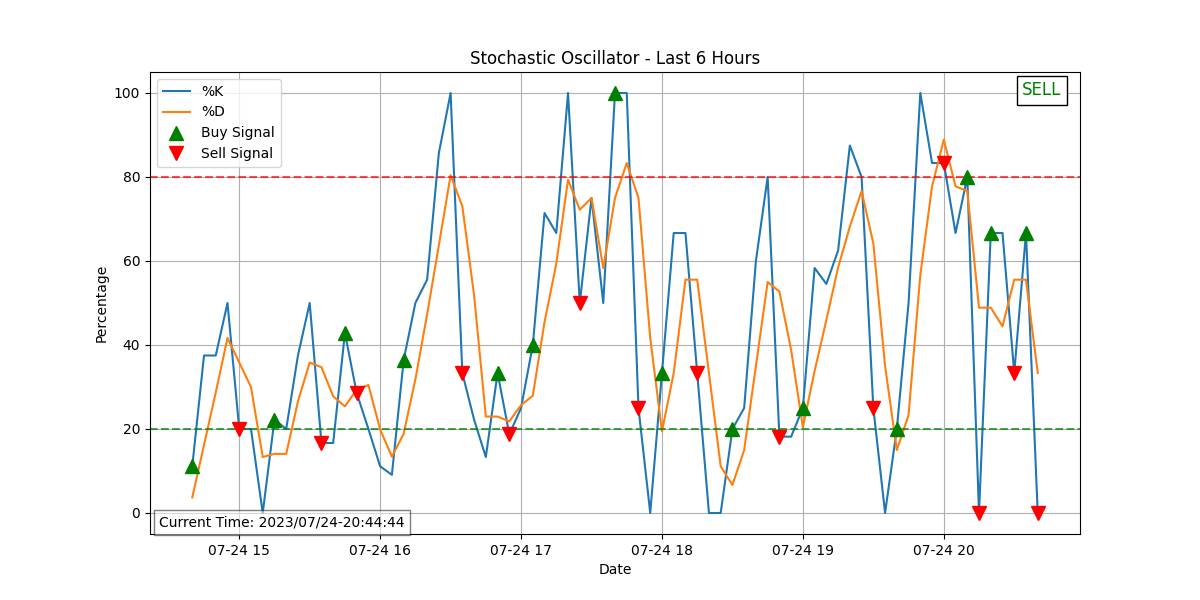 Stochastic Oscillator - Last 6 Hours
%K
%D
Buy Signal
Sell Signal
SELL
100
80
60
40
20
0
Percentage
Current Time: 2023/07/24-20:44:44
07-24 15
07-24 16
07-24 17
07-24 18
07-24 19
07-24 20
Date